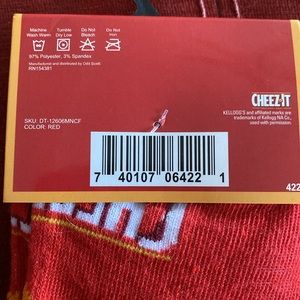 Machine Wash Warm
Tumble Dry Low
Do Not Bleach
Do Not Iron
97% Polyester, 3% Spandex
Manufactured and distributed by Odd Sox®.
RN154381
CHEEZ-IT
KELLOGG'S and affiliated marks are
trademarks of Kellogg NA Co.,
used with permission.
SKU: DT-12606MNCF
COLOR: RED
7 40107 06422 1
422